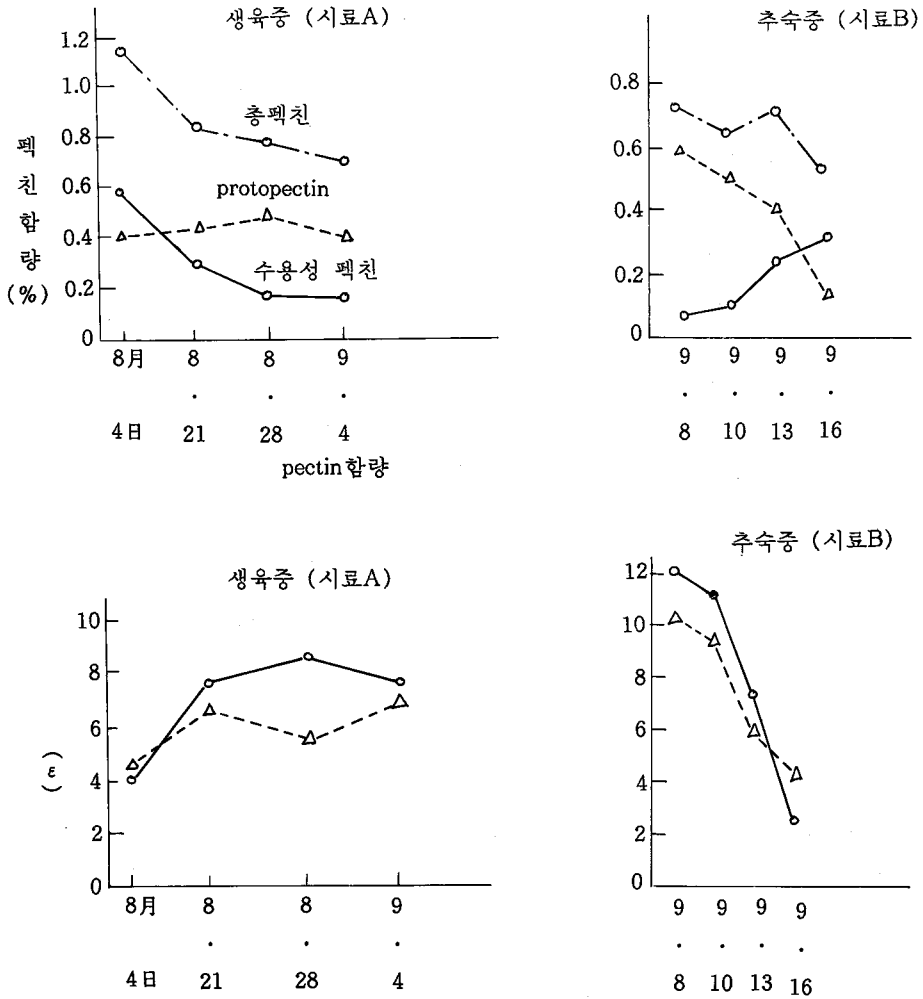 생육중 (시료A)
1.2
1.0
0.8
0.6
0.4
0.2
0
펙친함량
(%)
총펙친
protopectin
수용성 펙친
8月 8 8 9
· · ·
4日 21 28 4
pectin함량
추숙중 (시료B)
0.8
0.6
0.4
0.2
0
9 9 9 9
· · · ·
8 10 13 16
생육중 (시료A)
10
8
6
4
2
0
(ε)
8月 8 8 9
· · ·
4日 21 28 4
추숙중 (시료B)
12
10
8
6
4
2
0
9 9 9 9
· · · ·
8 10 13 16